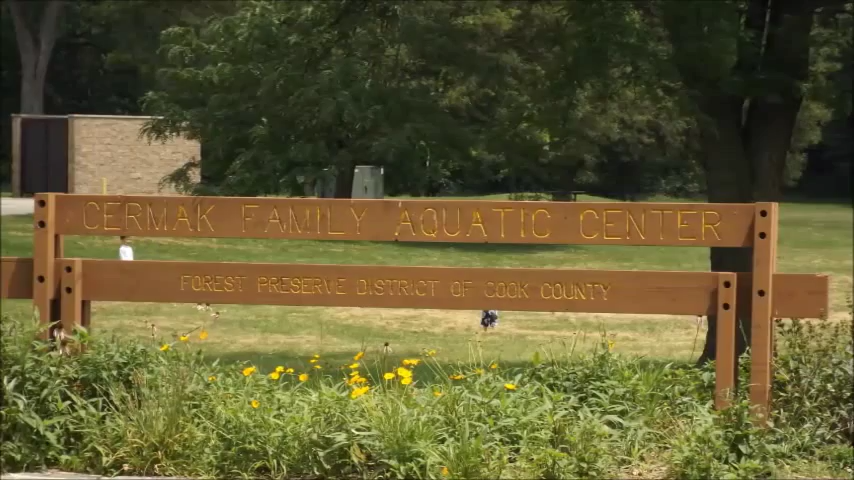 CERMAK FAMILY AQUATIC CENTER
FOREST PRESERVE DISTRICT OF COOK COUNTY